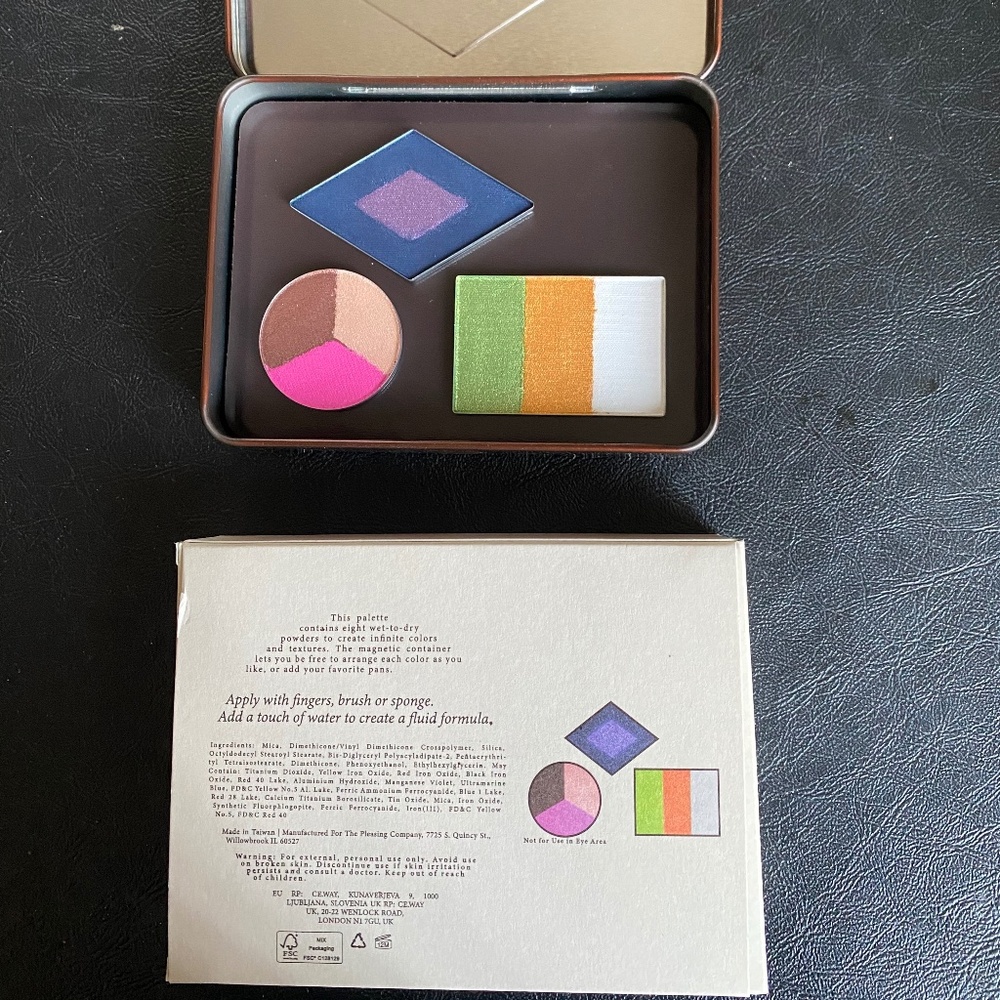 This palette
contains eight wet-to-dry
powders to create infinite colors
and textures. The magnetic container
lets you be free to arrange each color as you
like, or add your favorite pans.
Apply with fingers, brush or sponge.
Add a touch of water to create a fluid formula.
Ingredients: Mica, Dimethicone/Vinyl Dimethicone Crosspolymer, Silica,
Octyldodecyl Stearoyl Stearate, Bis-Diglyceryl Polyacyladipate-2, Pentaerythri-
tyl Tetraisostearate, Dimethicone, Phenoxyethanol, Ethylhexylglycerin. May
Contain: Titanium Dioxide, Yellow Iron Oxide, Red Iron Oxide, Black Iron
Oxide, Red 40 Lake, Aluminium Hydroxide, Manganese Violet, Ultramarine
Blue, FD&C Yellow No.5 Al. Lake, Ferric Ammonium Ferrocyanide, Blue 1 Lake,
Red 28 Lake, Calcium Titanium Borosilicate, Tin Oxide, Mica, Iron Oxide,
Synthetic Fluorphlogopite, Ferric Ferrocyanide, Iron(III), FD&C Yellow
No.5, FD&C Red 40
Not for Use in Eye Area
Made in Taiwan | Manufactured For The Pleasing Company, 7725 S. Quincy St.,
Willowbrook IL 60527
Warning: For external, personal use only. Avoid use
on broken skin. Discontinue use if skin irritation
persists and consult a doctor. Keep out of reach
of children.
EU RP: CE.WAY, KUNAVERJEVA 9, 1000
LJUBLJANA, SLOVENIA UK RP: CE.WAY
UK, 20-22 WENLOCK ROAD,
LONDON N1 7GU, UK
FSC
MIX
Packaging
FSC® C128129
12M